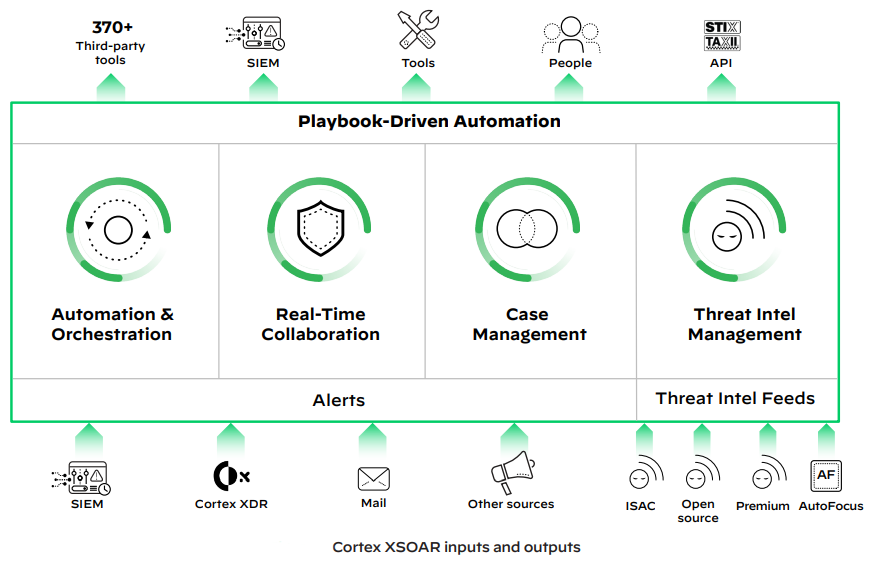 370+
Third-party
tools
SIEM
Tools
People
STIX
TAXII
API
Playbook-Driven Automation
Automation &
Orchestration
Real-Time
Collaboration
Case
Management
Threat Intel
Management
Alerts
Threat Intel Feeds
SIEM
Cortex XDR
Mail
Other sources
ISAC
Open
source
Premium
AF
AutoFocus
Cortex XSOAR inputs and outputs